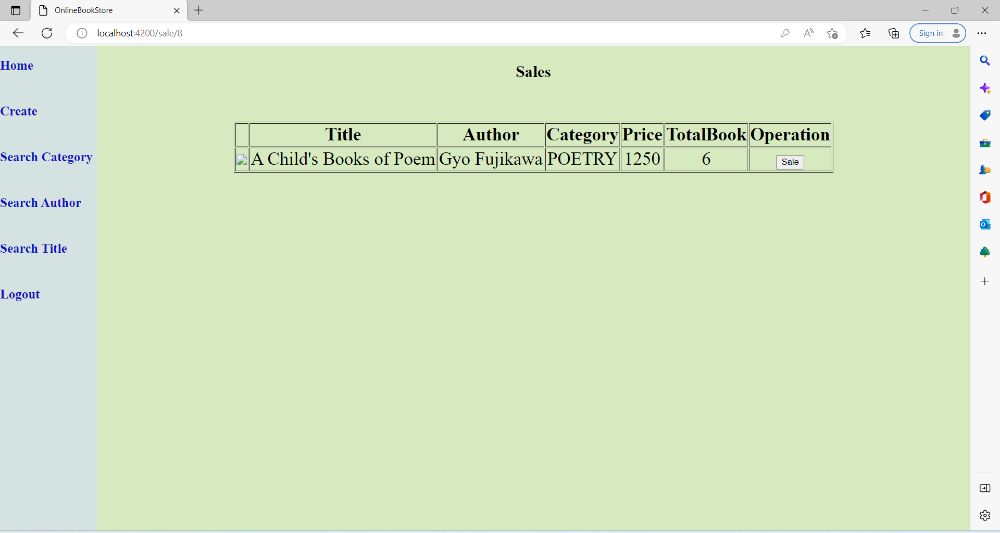 OnlineBookStore
localhost:4200/sale/8
Sign in
Home
Create
Search Category
Search Author
Search Title
Logout
Sales
Title Author Category Price TotalBook Operation
A Child's Books of Poem Gyo Fujikawa POETRY 1250 6 Sale